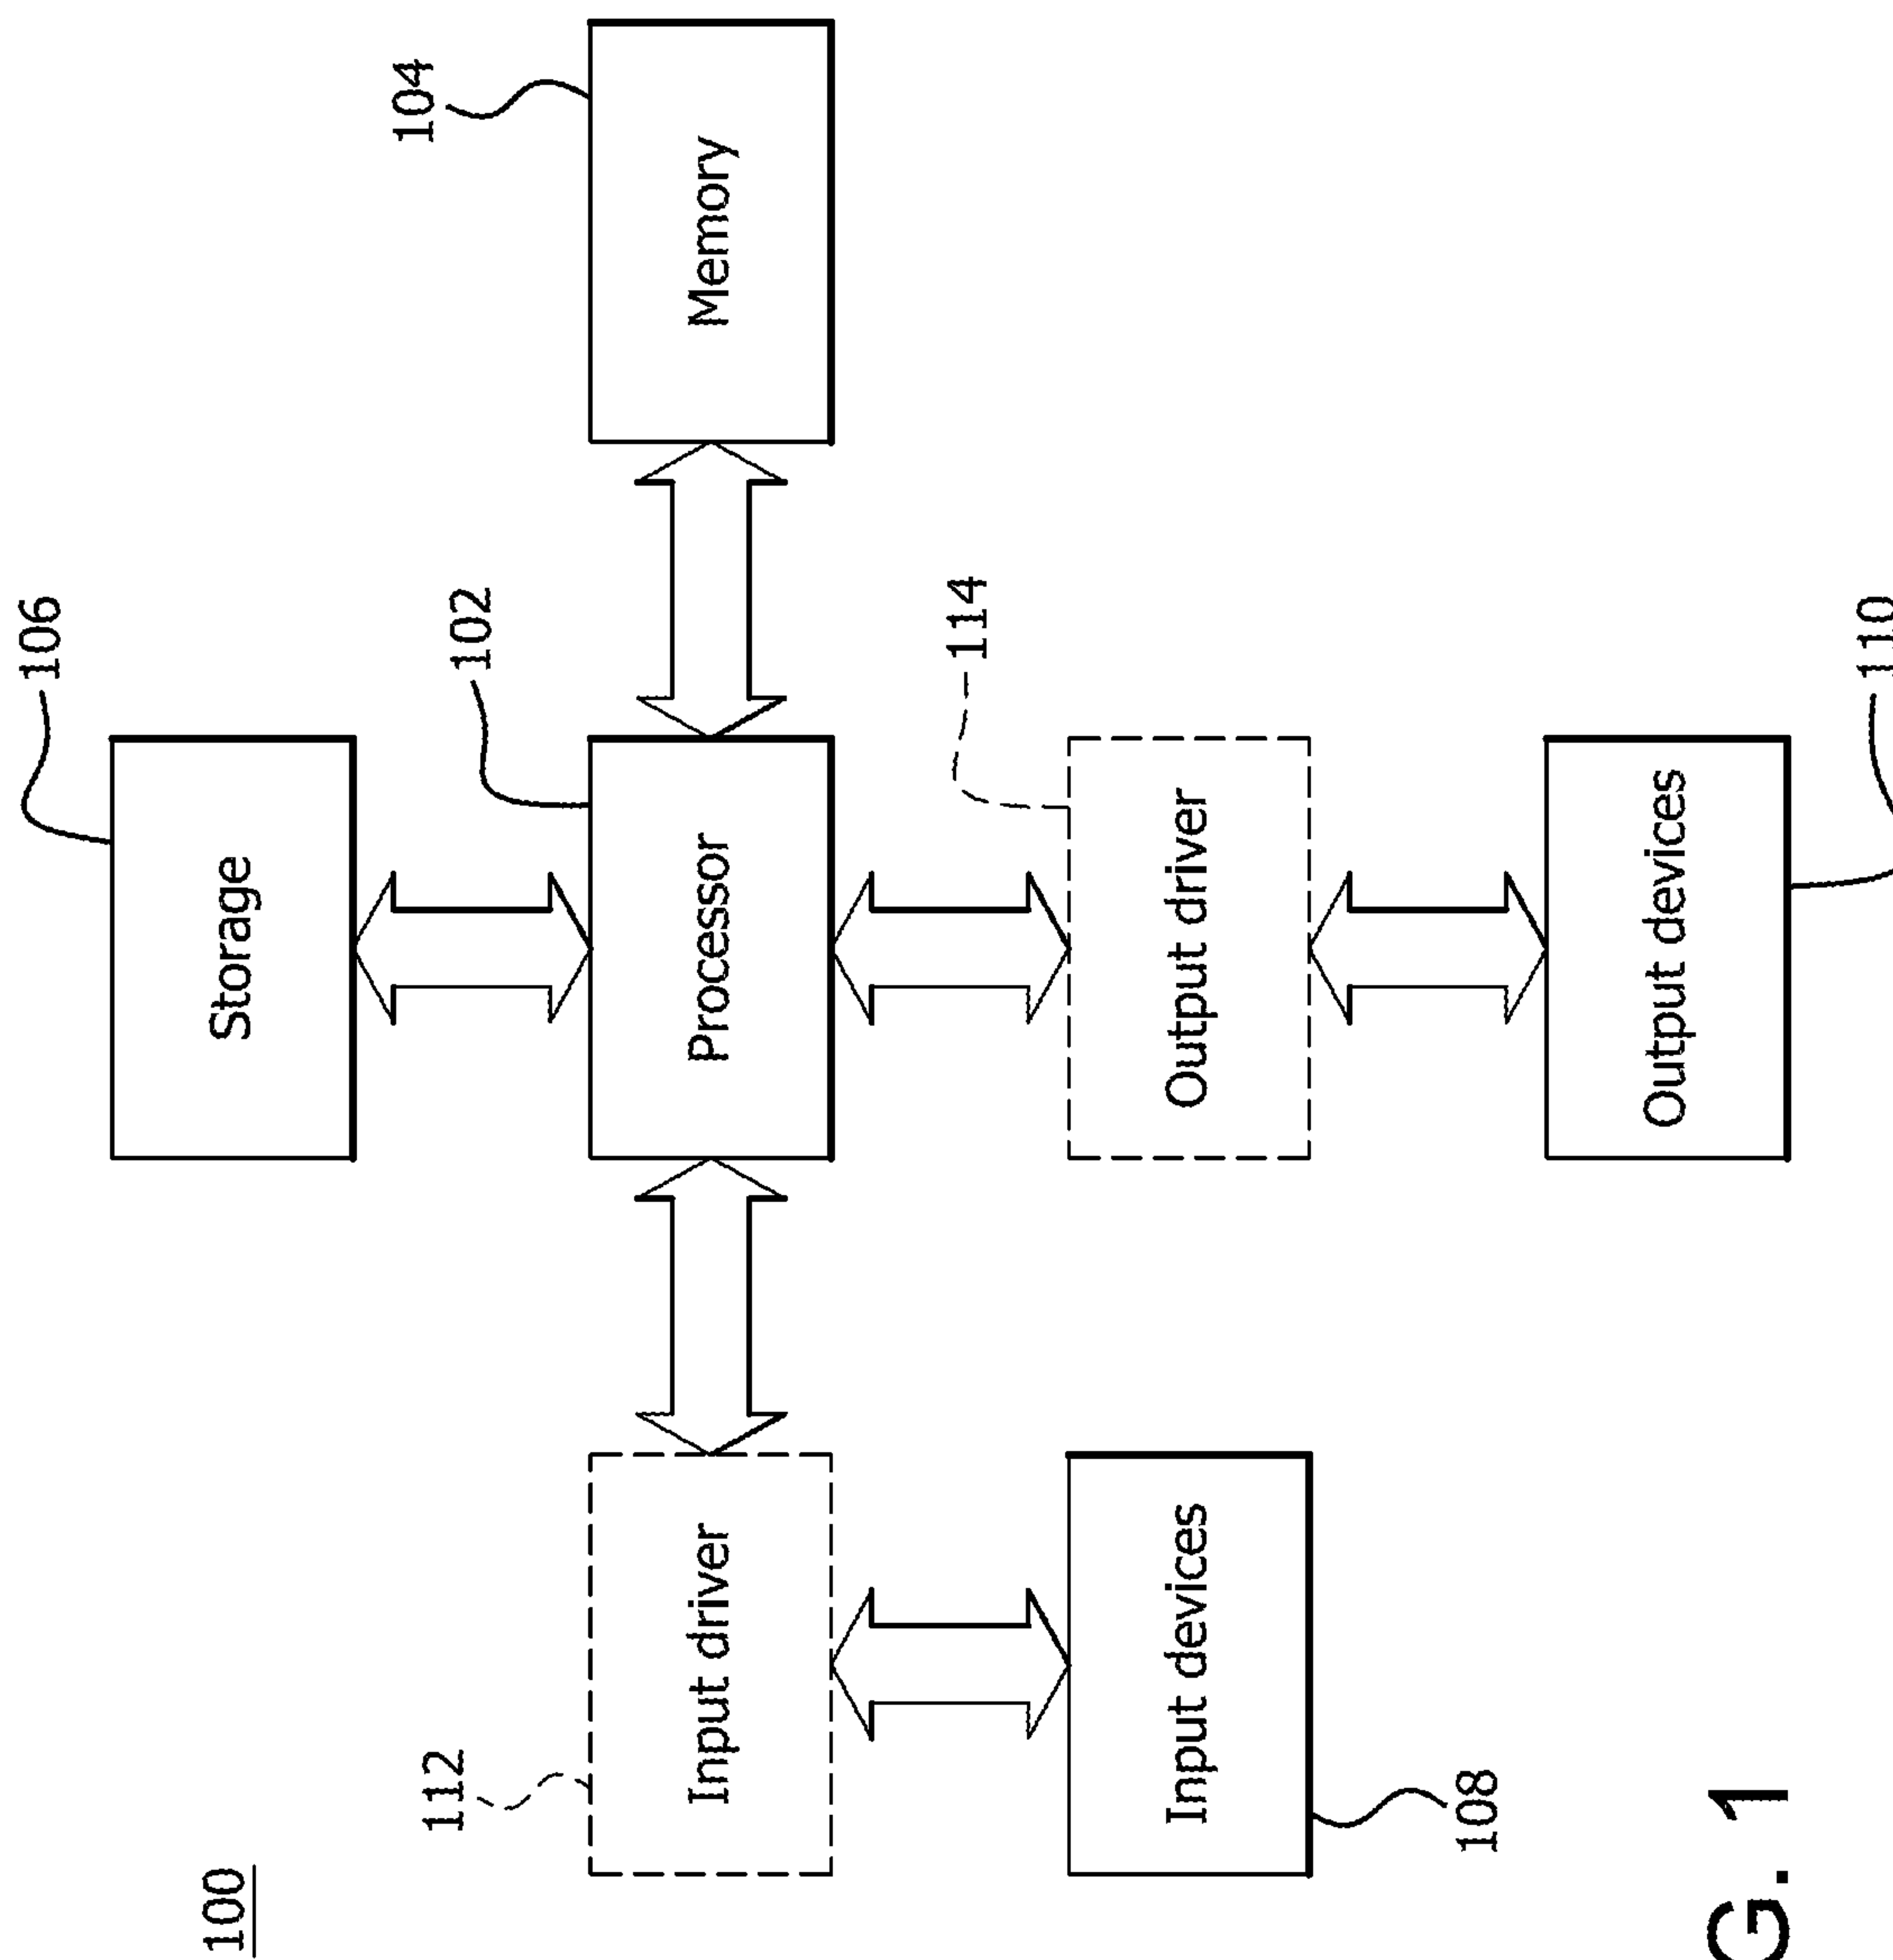 106
100
Storage
112
102
104
Input driver
Processor
Memory
114
Input devices
Output driver
108
Output devices
G. 1
110